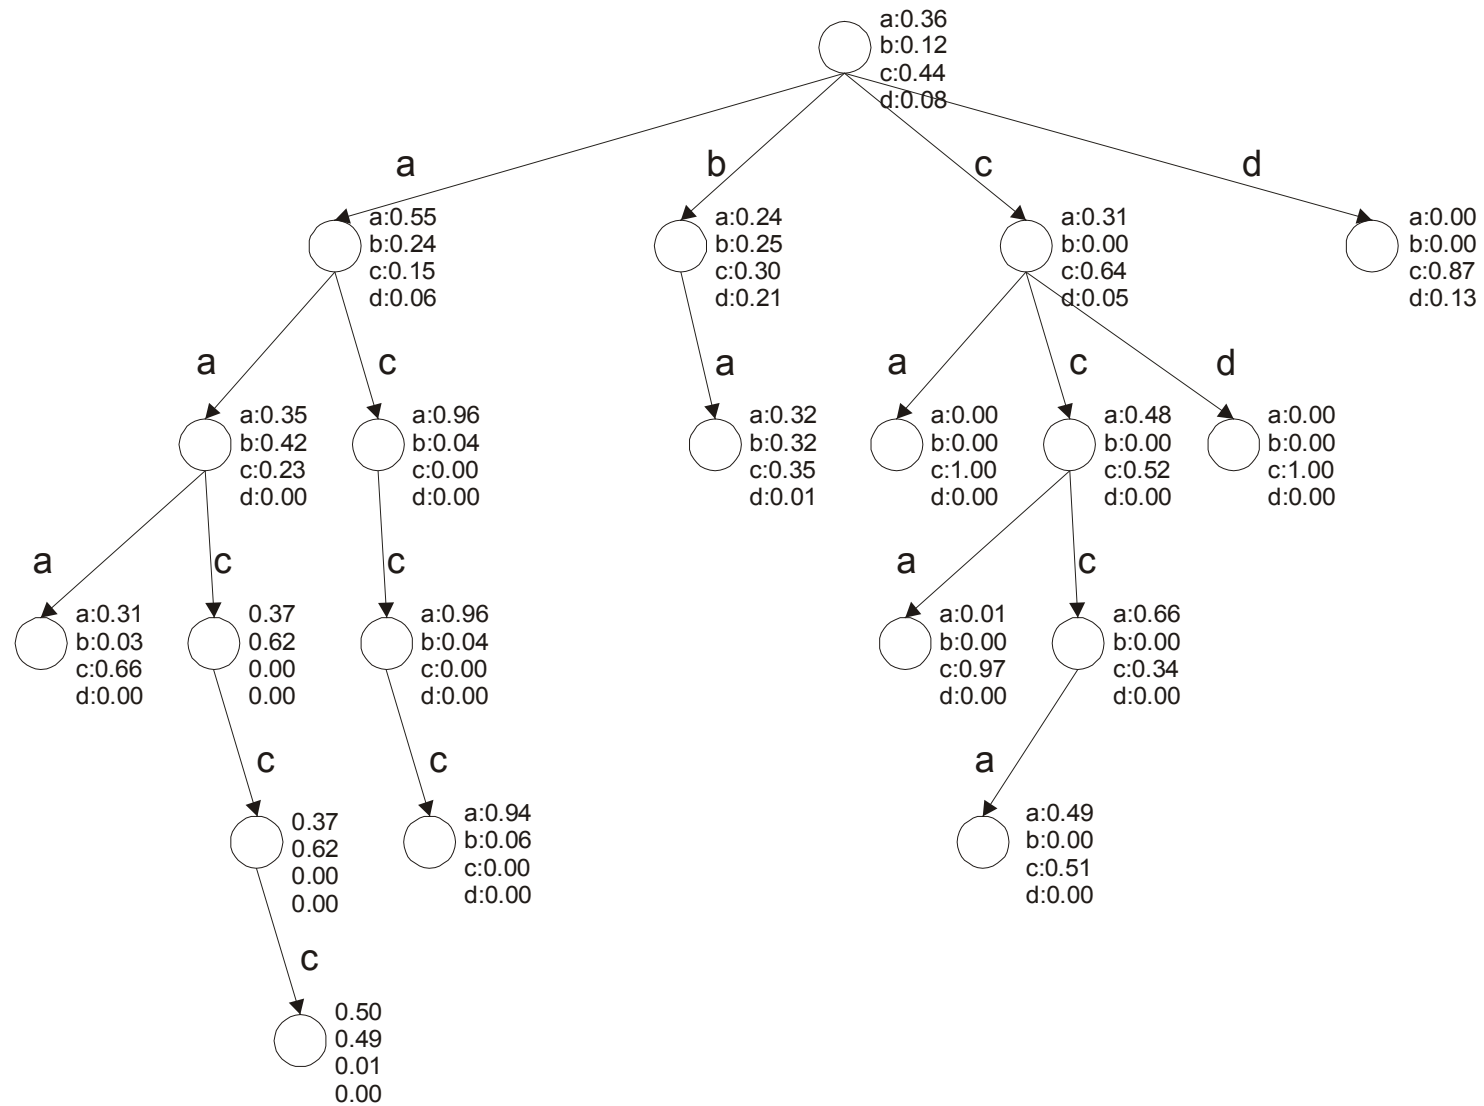 a:0.36
b:0.12
c:0.44
d:0.08
a
b
c
d
a:0.55
b:0.24
c:0.15
d:0.06
a:0.24
b:0.25
c:0.30
d:0.21
a:0.31
b:0.00
c:0.64
d:0.05
a:0.00
b:0.00
c:0.87
d:0.13
a
c
a
a
c
d
a:0.35
b:0.42
c:0.23
d:0.00
a:0.96
b:0.04
c:0.00
d:0.00
a:0.32
b:0.32
c:0.35
d:0.01
a:0.00
b:0.00
c:1.00
d:0.00
a:0.48
b:0.00
c:0.52
d:0.00
a:0.00
b:0.00
c:1.00
d:0.00
a
c
c
a
c
a:0.31
b:0.03
c:0.66
d:0.00
0.37
0.62
0.00
0.00
a:0.96
b:0.04
c:0.00
d:0.00
a:0.01
b:0.00
c:0.97
d:0.00
a:0.66
b:0.00
c:0.34
d:0.00
c
c
a
0.37
0.62
0.00
0.00
a:0.94
b:0.06
c:0.00
d:0.00
a:0.49
b:0.00
c:0.51
d:0.00
c
0.50
0.49
0.01
0.00